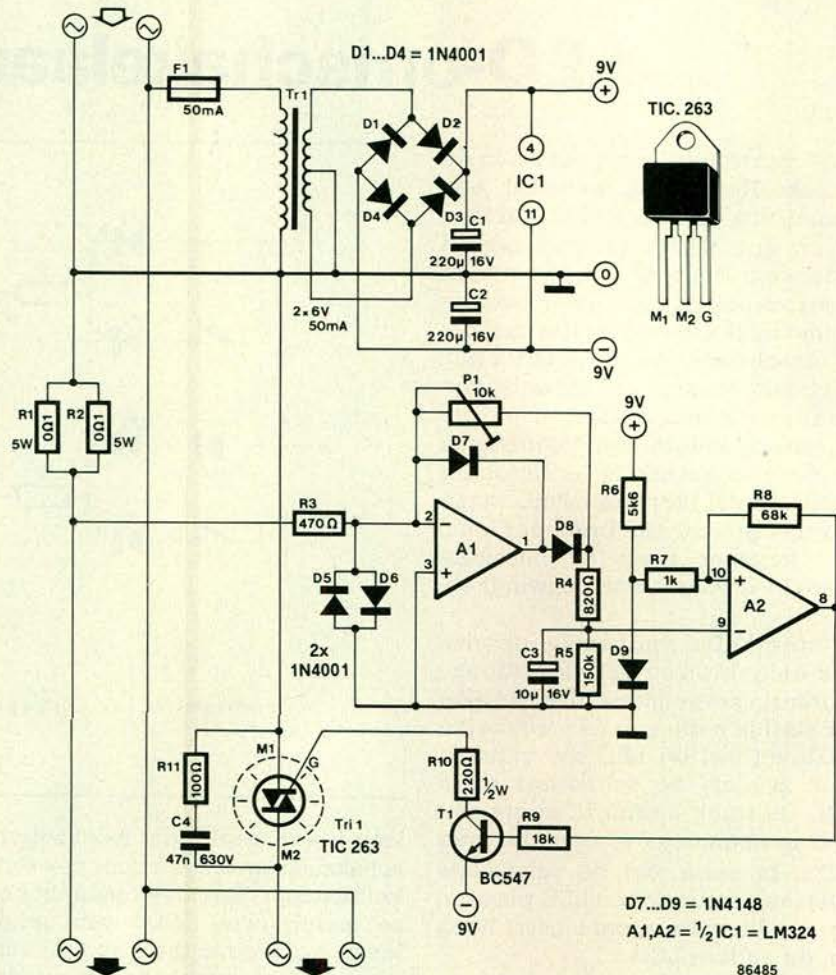 D1...D4 = 1N4001
F1
50mA
Tr1
D1
D2
D4
D3
C1
220µ 16V
C2
220µ 16V
2×6V
50mA
9V
+
4
IC1
11
0
−
9V
TIC. 263
M1 M2 G
R1
0Ω1
5W
R2
0Ω1
5W
P1
10k
D7
R3
470 Ω
2
−
A1
1
3
+
D8
D5
D6
2x
1N4001
R4
820Ω
C3
10µ 16V
R5
150k
9V
+
R6
5k6
R7
1k
D9
R8
68k
10
+
A2
8
9
−
R11
100Ω
C4
47n 630V
M1
G
M2
Tri 1
TIC 263
R10
220Ω
½W
T1
BC547
R9
18k
−
9V
D7...D9 = 1N4148
A1,A2 = ½ IC1 = LM324
86485